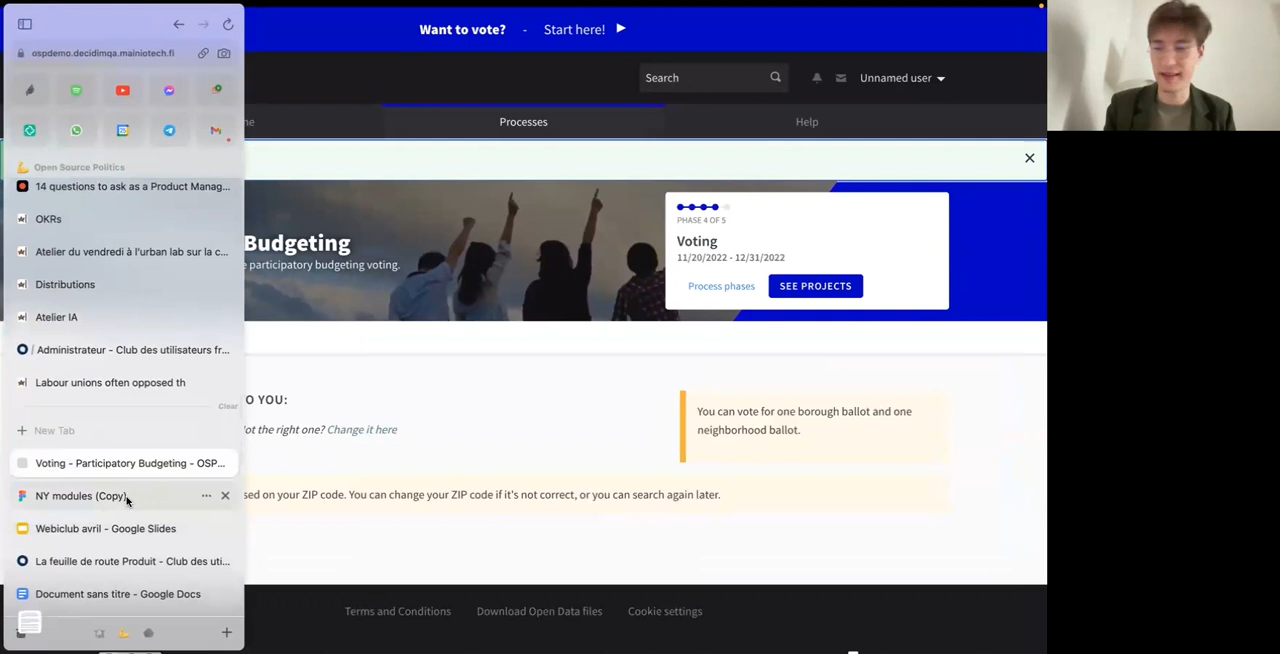 Want to vote? - Start here!
ospdemo.decidimqa.mainiotech.fi
Search
Unnamed user
Processes
Help
Open Source Politics
14 questions to ask as a Product Manag...
OKRs
Atelier du vendredi à l'urban lab sur la c...
Distributions
Atelier IA
/ Administrateur - Club des utilisateurs fr...
Labour unions often opposed th
Clear
New Tab
Voting - Participatory Budgeting - OSP...
NY modules (Copy)
Webiclub avril - Google Slides
La feuille de route Produit - Club des uti...
Document sans titre - Google Docs
Budgeting
participatory budgeting voting.
PHASE 4 OF 5
Voting
11/20/2022 - 12/31/2022
Process phases
SEE PROJECTS
O YOU:
ot the right one? Change it here
You can vote for one borough ballot and one
neighborhood ballot.
sed on your ZIP code. You can change your ZIP code if it's not correct, or you can search again later.
Terms and Conditions
Download Open Data files
Cookie settings